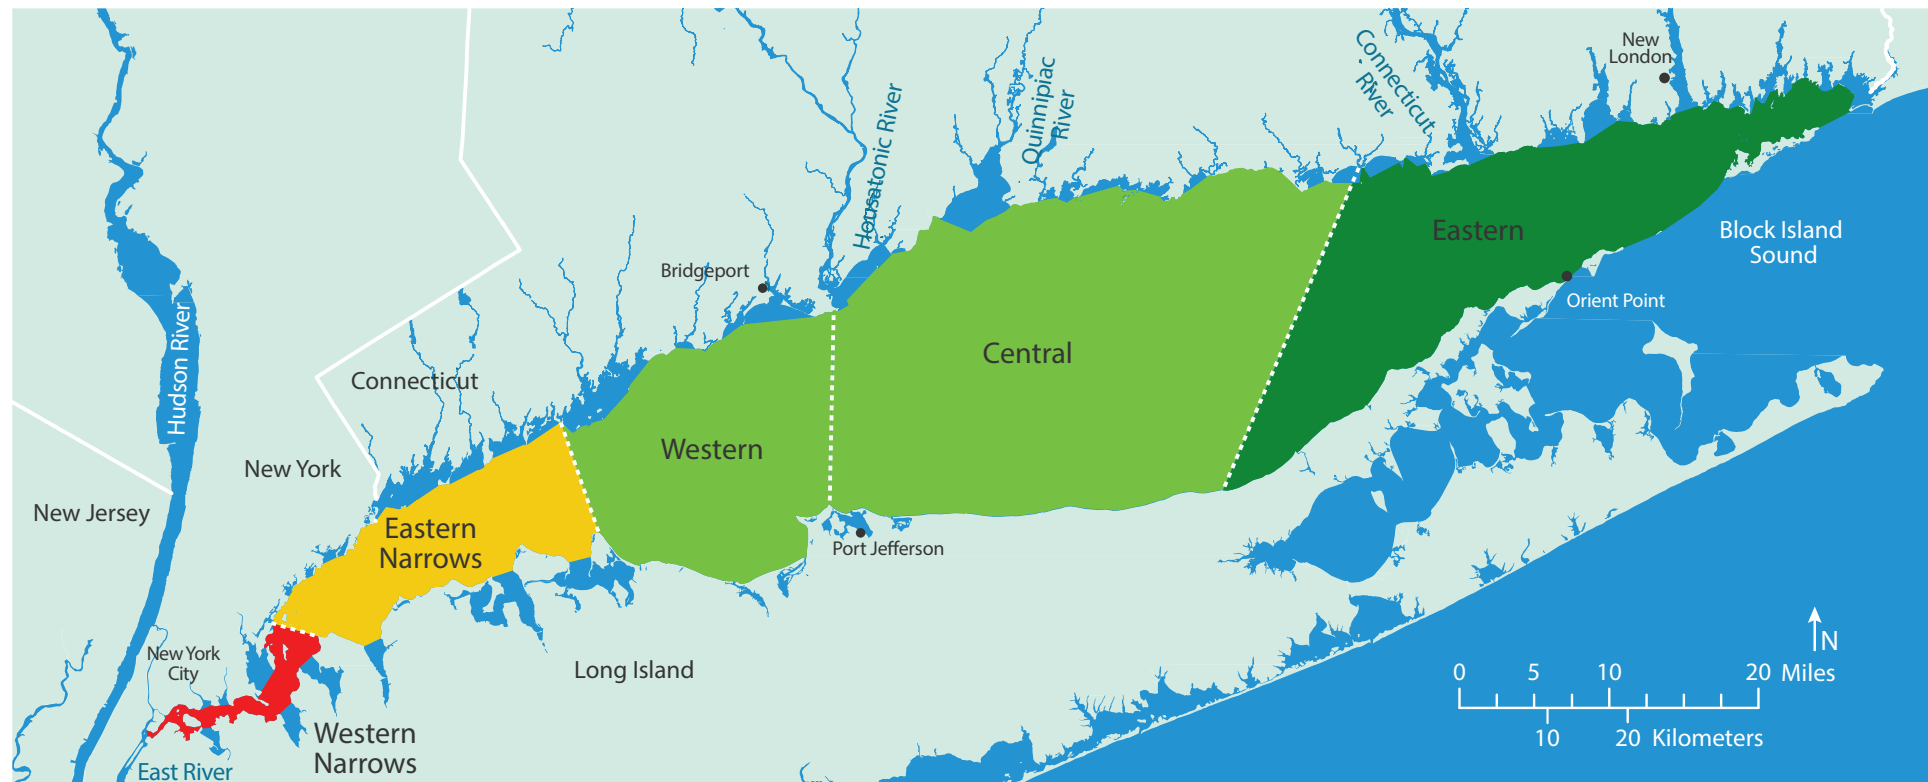 New
London
Connecticut
River
Quinnipiac
River
Housatonic River
Eastern
Block Island
Sound
Bridgeport
Orient Point
Hudson River
Central
Connecticut
Western
New York
New Jersey
Eastern
Narrows
Port Jefferson
New York
City
Long Island
N
0 5 10 20 Miles
10 20 Kilometers
Western
Narrows
East River